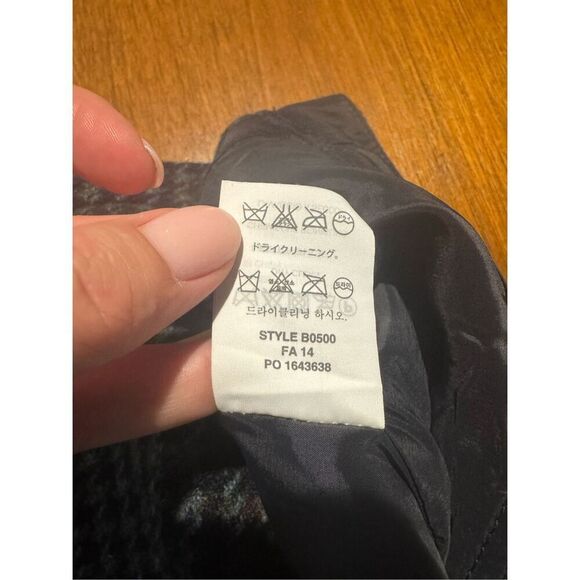 ドライクリーニング。
드라이클리닝 하시오.
STYLE B0500
FA 14
PO 1643638